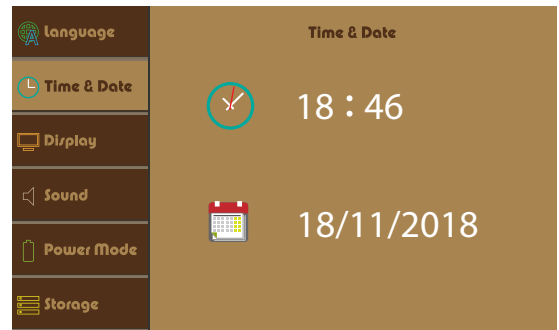 Language
Time & Date
Display
Sound
Power Mode
Storage
Time & Date
18 : 46
18/11/2018